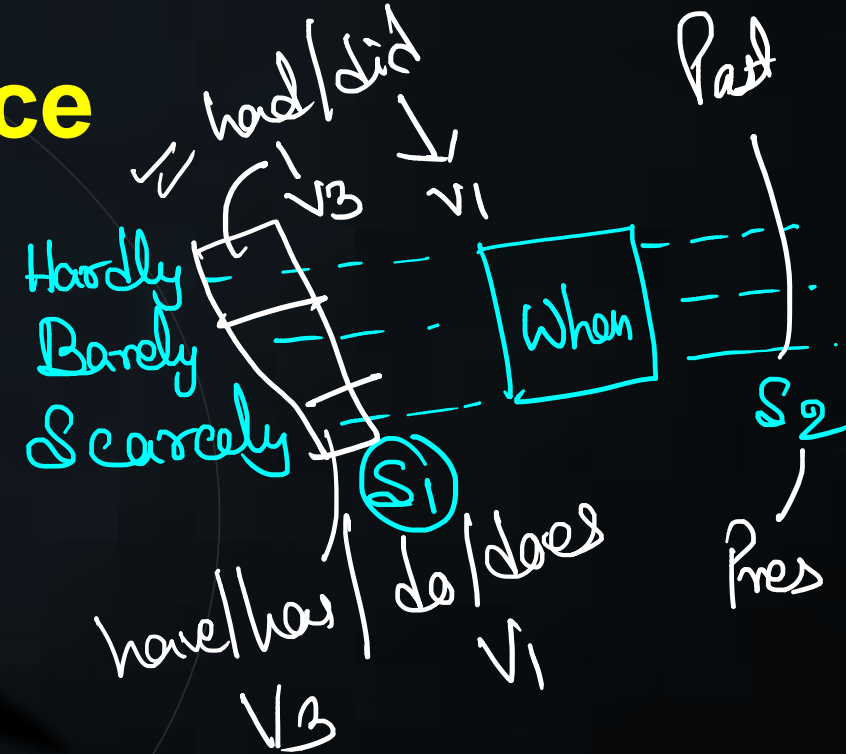 ce
had/did
Past
V3 V1
Hardly
Barely
When
Scarcely
S1
S2
have/has/do/does
Pres
V3
V1